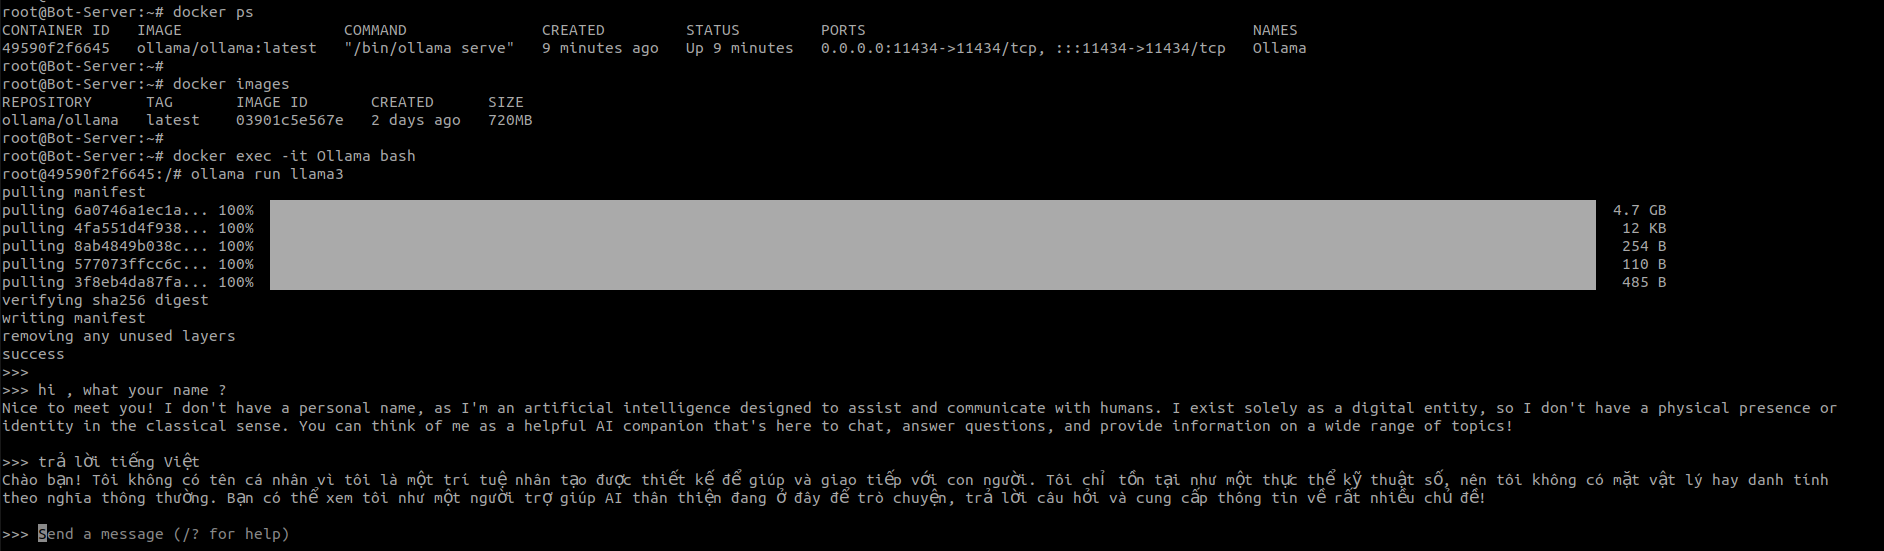 root@Bot-Server:~# docker ps
CONTAINER ID   IMAGE                  COMMAND               CREATED         STATUS         PORTS                                           NAMES
49590f2f6645   ollama/ollama:latest   "/bin/ollama serve"   9 minutes ago   Up 9 minutes   0.0.0.0:11434->11434/tcp, :::11434->11434/tcp   Ollama
root@Bot-Server:~#
root@Bot-Server:~# docker images
REPOSITORY      TAG       IMAGE ID       CREATED      SIZE
ollama/ollama   latest    03901c5e567e   2 days ago   720MB
root@Bot-Server:~#
root@Bot-Server:~# docker exec -it Ollama bash
root@49590f2f6645:/# ollama run llama3
pulling manifest
pulling 6a0746a1ec1a... 100% 4.7 GB
pulling 4fa551d4f938... 100% 12 KB
pulling 8ab4849b038c... 100% 254 B
pulling 577073ffcc6c... 100% 110 B
pulling 3f8eb4da87fa... 100% 485 B
verifying sha256 digest
writing manifest
removing any unused layers
success
>>>
>>> hi , what your name ?
Nice to meet you! I don't have a personal name, as I'm an artificial intelligence designed to assist and communicate with humans. I exist solely as a digital entity, so I don't have a physical presence or
identity in the classical sense. You can think of me as a helpful AI companion that's here to chat, answer questions, and provide information on a wide range of topics!
>>> trả lời tiếng Việt
Chào bạn! Tôi không có tên cá nhân vì tôi là một trí tuệ nhân tạo được thiết kế để giúp và giao tiếp với con người. Tôi chỉ tồn tại như một thực thể kỹ thuật số, nên tôi không có mặt vật lý hay danh tính
theo nghĩa thông thường. Bạn có thể xem tôi như một người trợ giúp AI thân thiện đang ở đây để trò chuyện, trả lời câu hỏi và cung cấp thông tin về rất nhiều chủ đề!
>>> Send a message (/? for help)